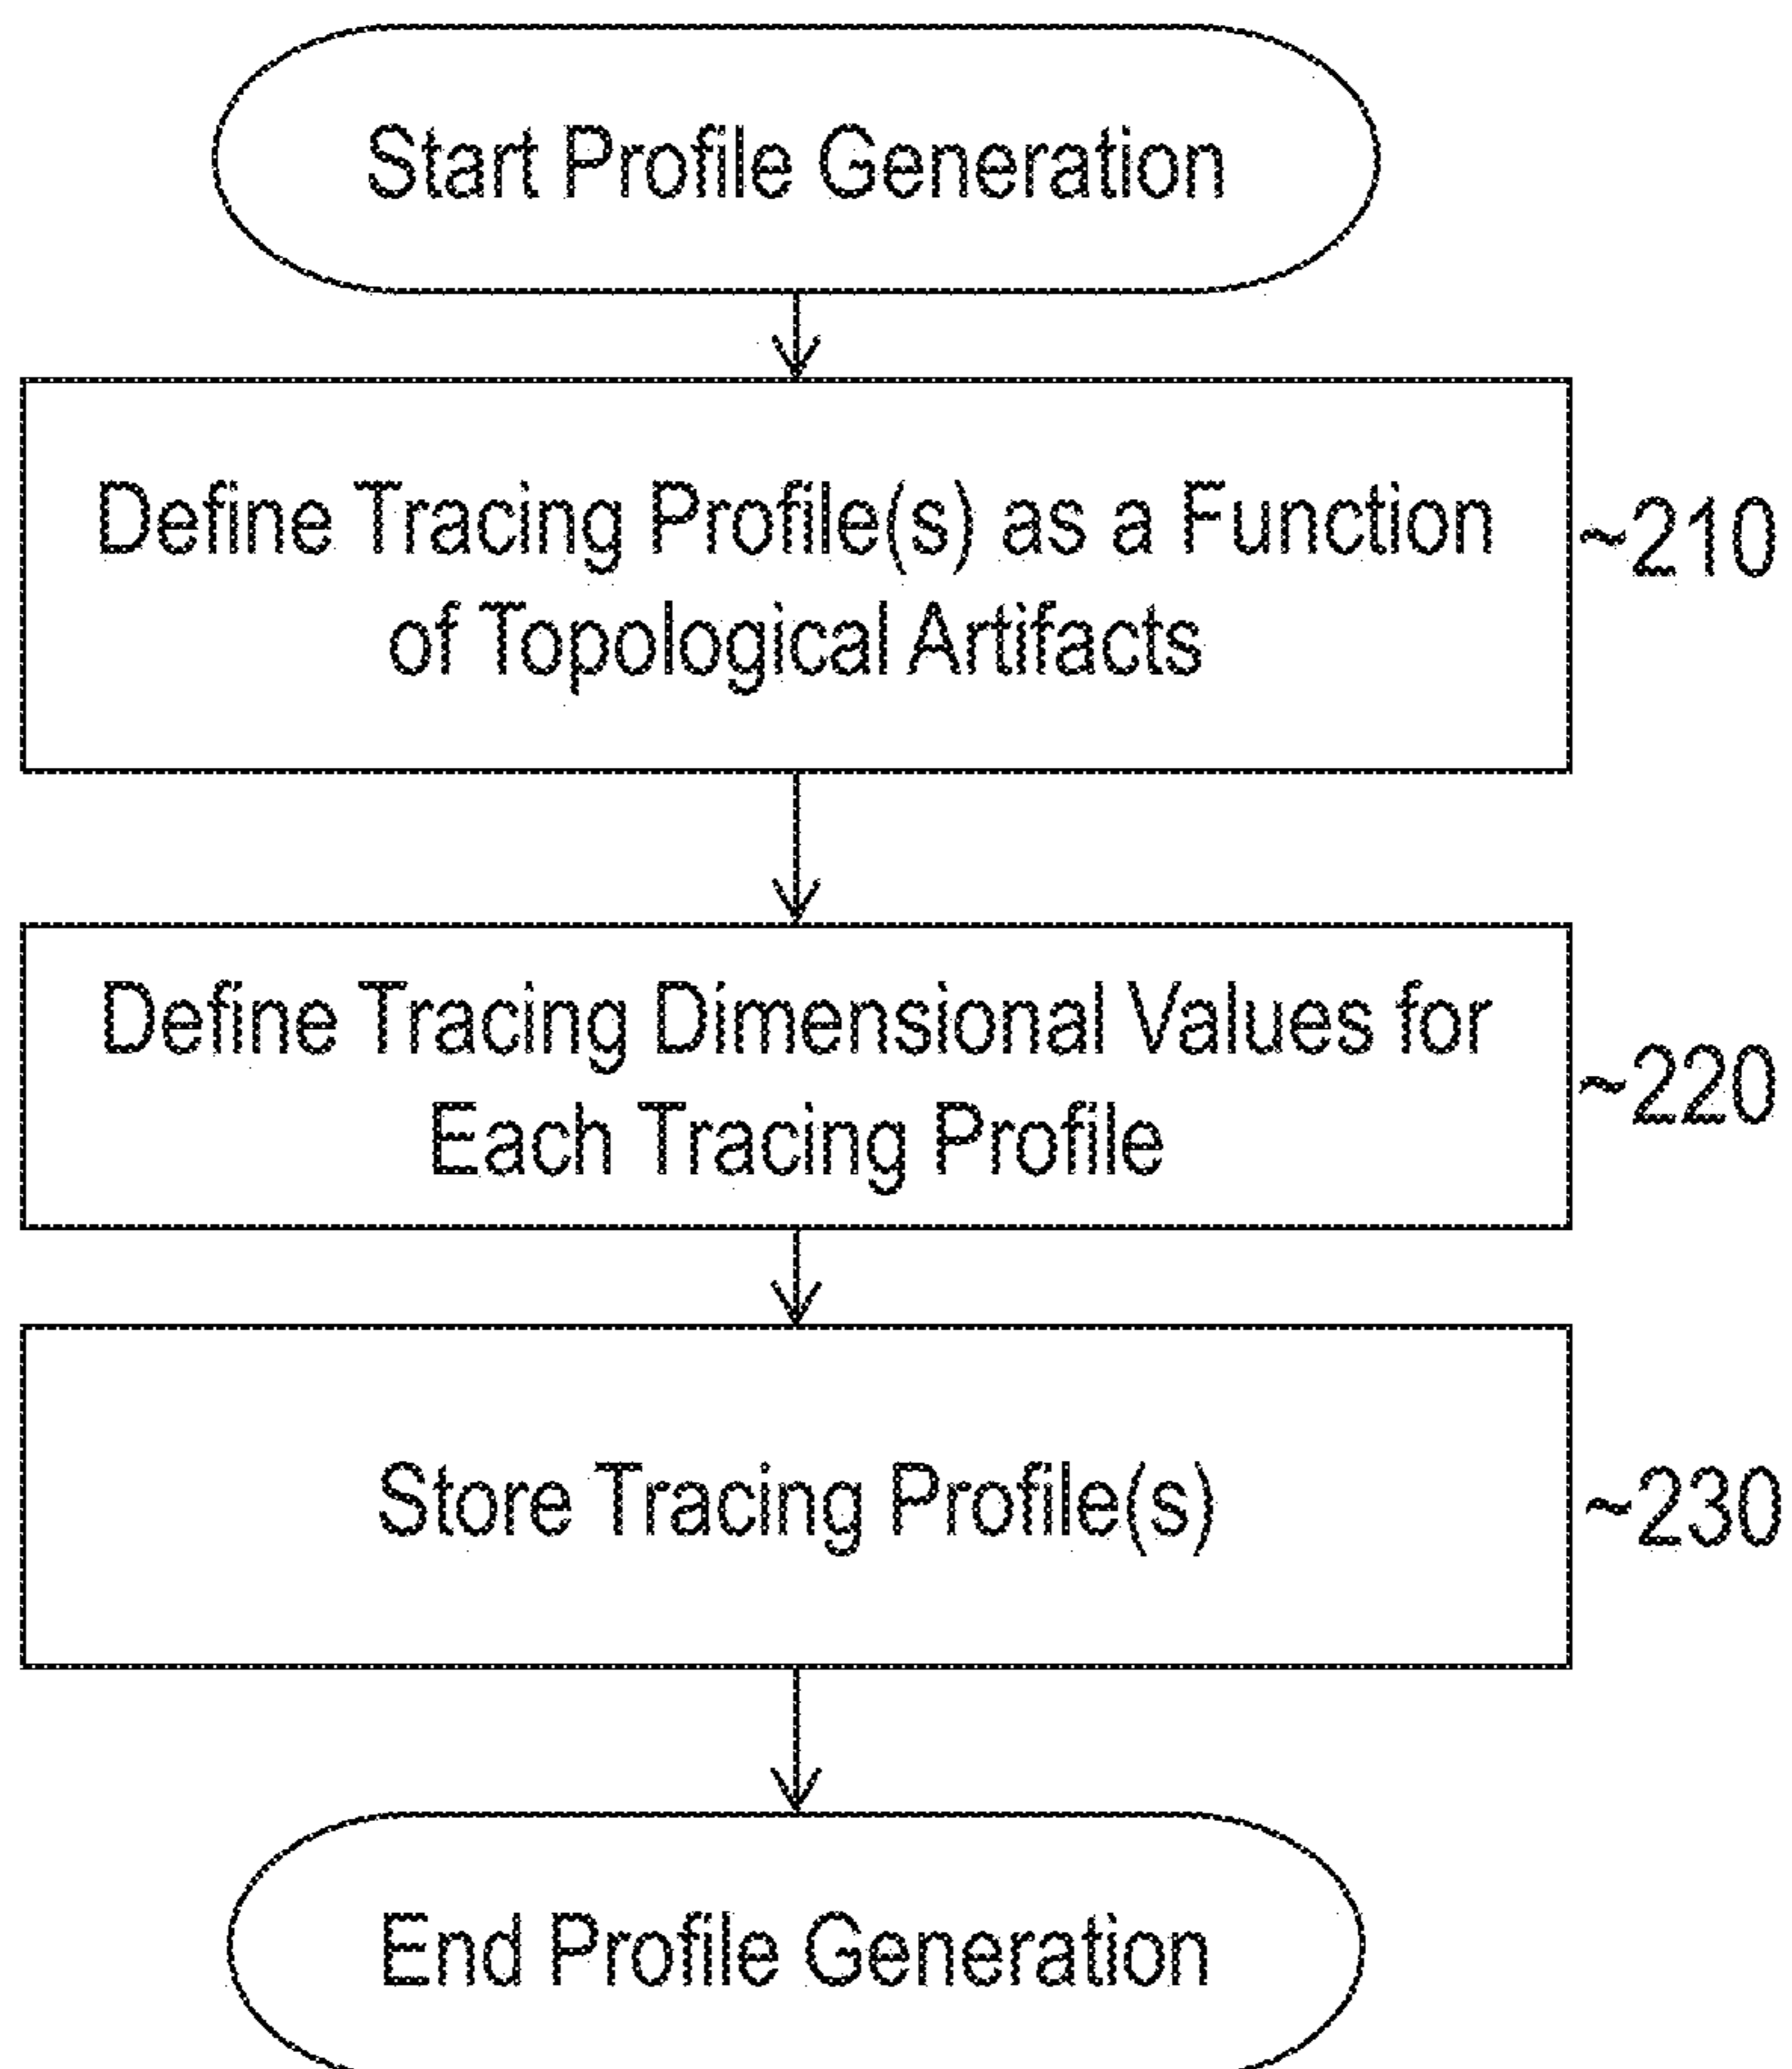 Start Profile Generation
Define Tracing Profile(s) as a Function
of Topological Artifacts
~210
Define Tracing Dimensional Values for
Each Tracing Profile
~220
Store Tracing Profile(s)
~230
End Profile Generation